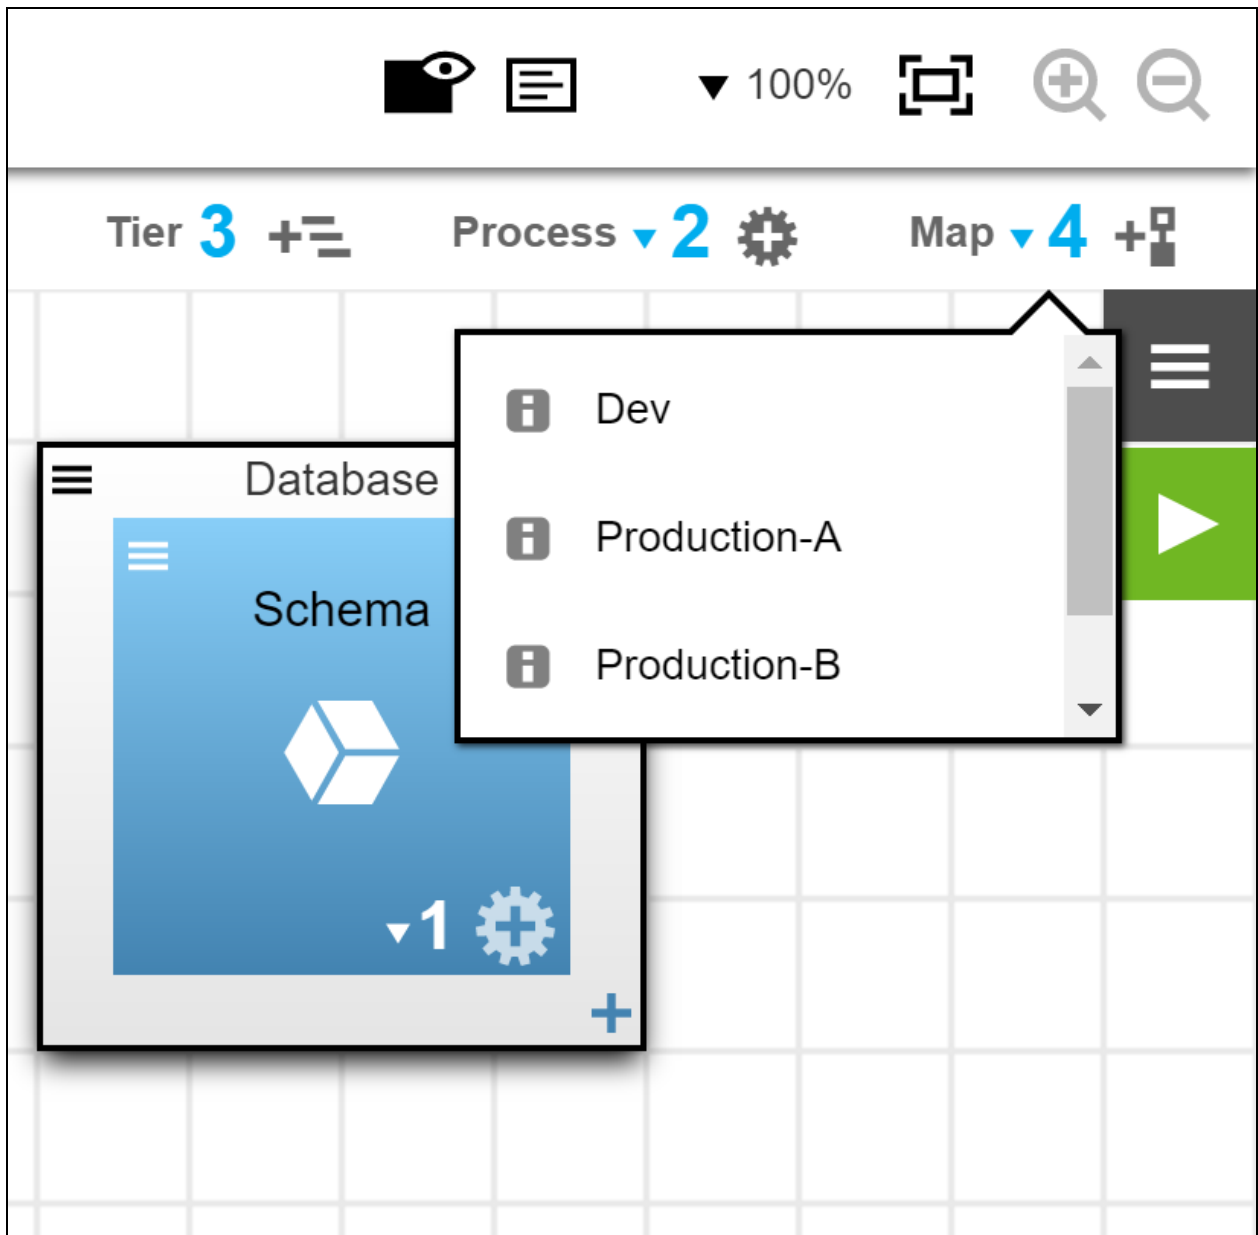 100%
Tier 3
Process 2
Map 4
Dev
Database
Production-A
Schema
Production-B
1